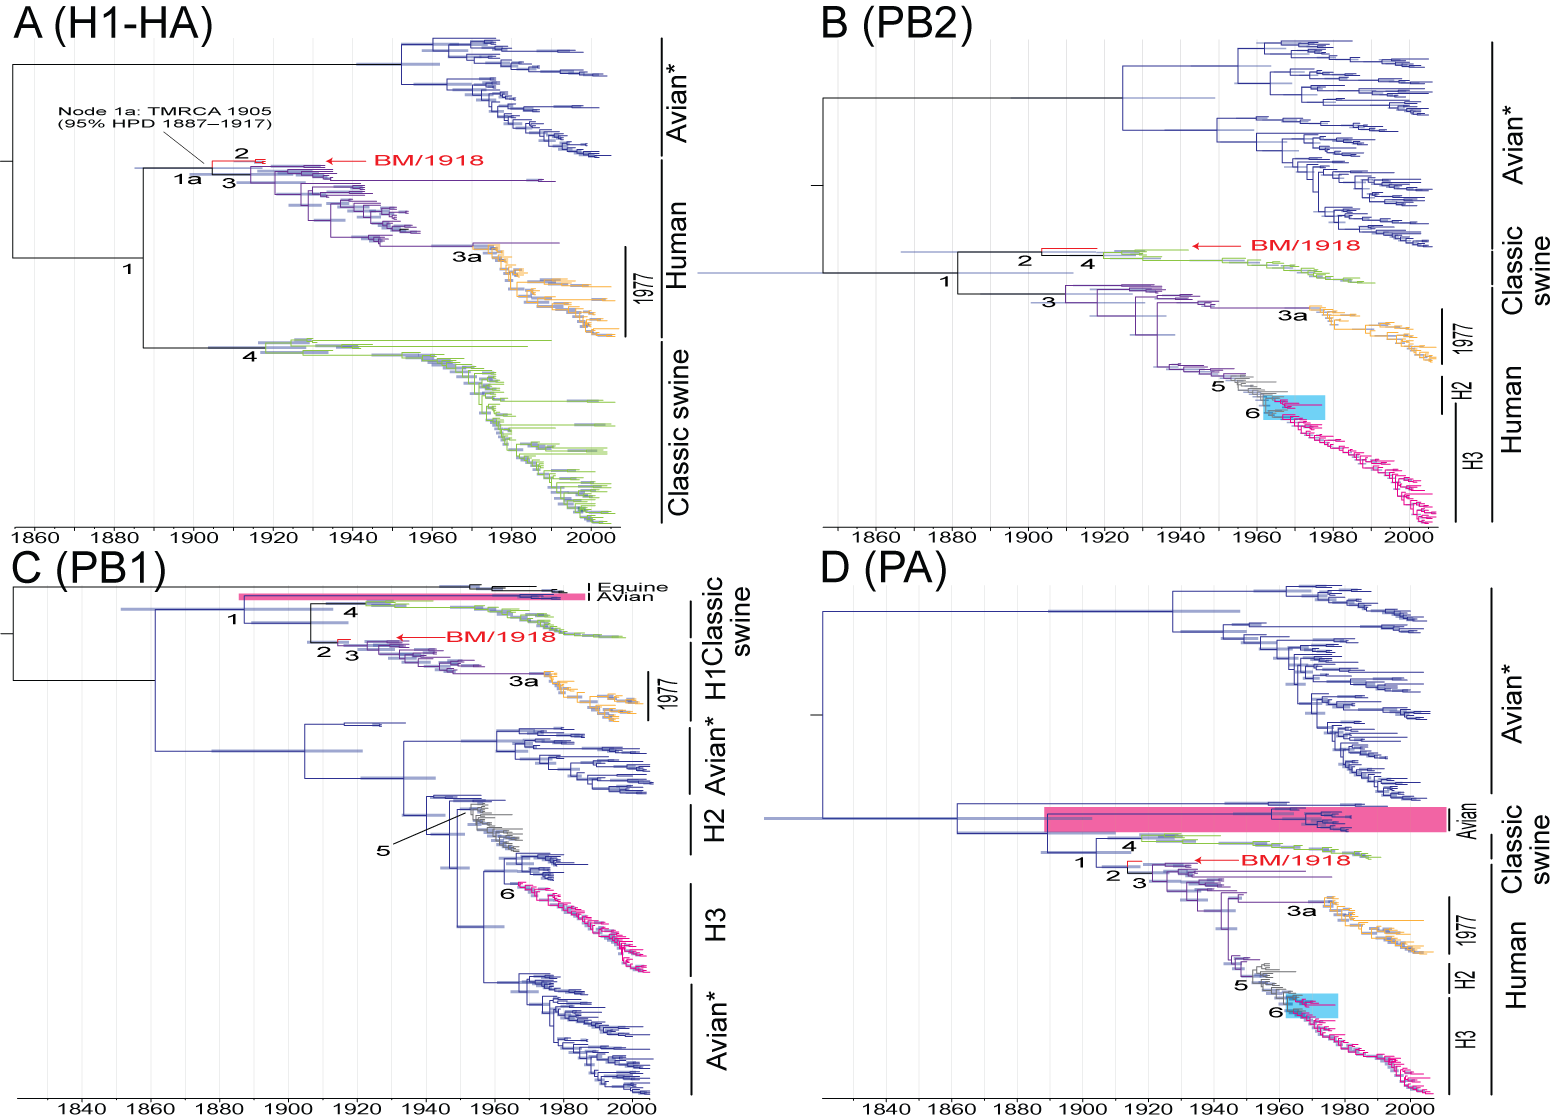 A (H1-HA)
Node 1a: TMRCA 1905
(95% HPD 1887–1917)
2
BM/1918
1a
3
1
3a
4
Avian*
Human
1977
Classic swine
1860 1880 1900 1920 1940 1960 1980 2000
B (PB2)
BM/1918
2
4
1
3
3a
5
6
Avian*
Classic
swine
1977
H2
H3
Human
1860 1880 1900 1920 1940 1960 1980 2000
C (PB1)
Equine
Avian
1
4
BM/1918
2
3
3a
5
6
Classic
swine
H1
1977
Avian*
H2
H3
Avian*
1840 1860 1880 1900 1920 1940 1960 1980 2000
D (PA)
4
1
BM/1918
2
3
3a
5
6
Avian*
Avian
Classic
swine
1977
H2
H3
Human
1840 1860 1880 1900 1920 1940 1960 1980 2000